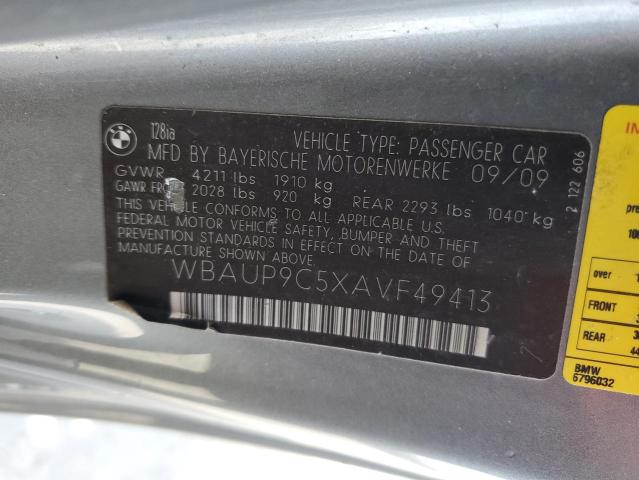 BMW
128ia
VEHICLE TYPE: PASSENGER CAR
MFD BY BAYERISCHE MOTORENWERKE 09/09
GVWR 4211 lbs 1910 kg
GAWR 2028 lbs 920 kg REAR 2293 lbs 1040 kg
THIS VEHICLE CONFORMS TO ALL APPLICABLE U.S.
FEDERAL MOTOR VEHICLE SAFETY, BUMPER AND THEFT
PREVENTION STANDARDS IN EFFECT ON THE DATE OF
MANUFACTURE SHOWN ABOVE.
WBAUP9C5XAVF49413
2 122 606
over
FRONT
REAR
BMW
6796032